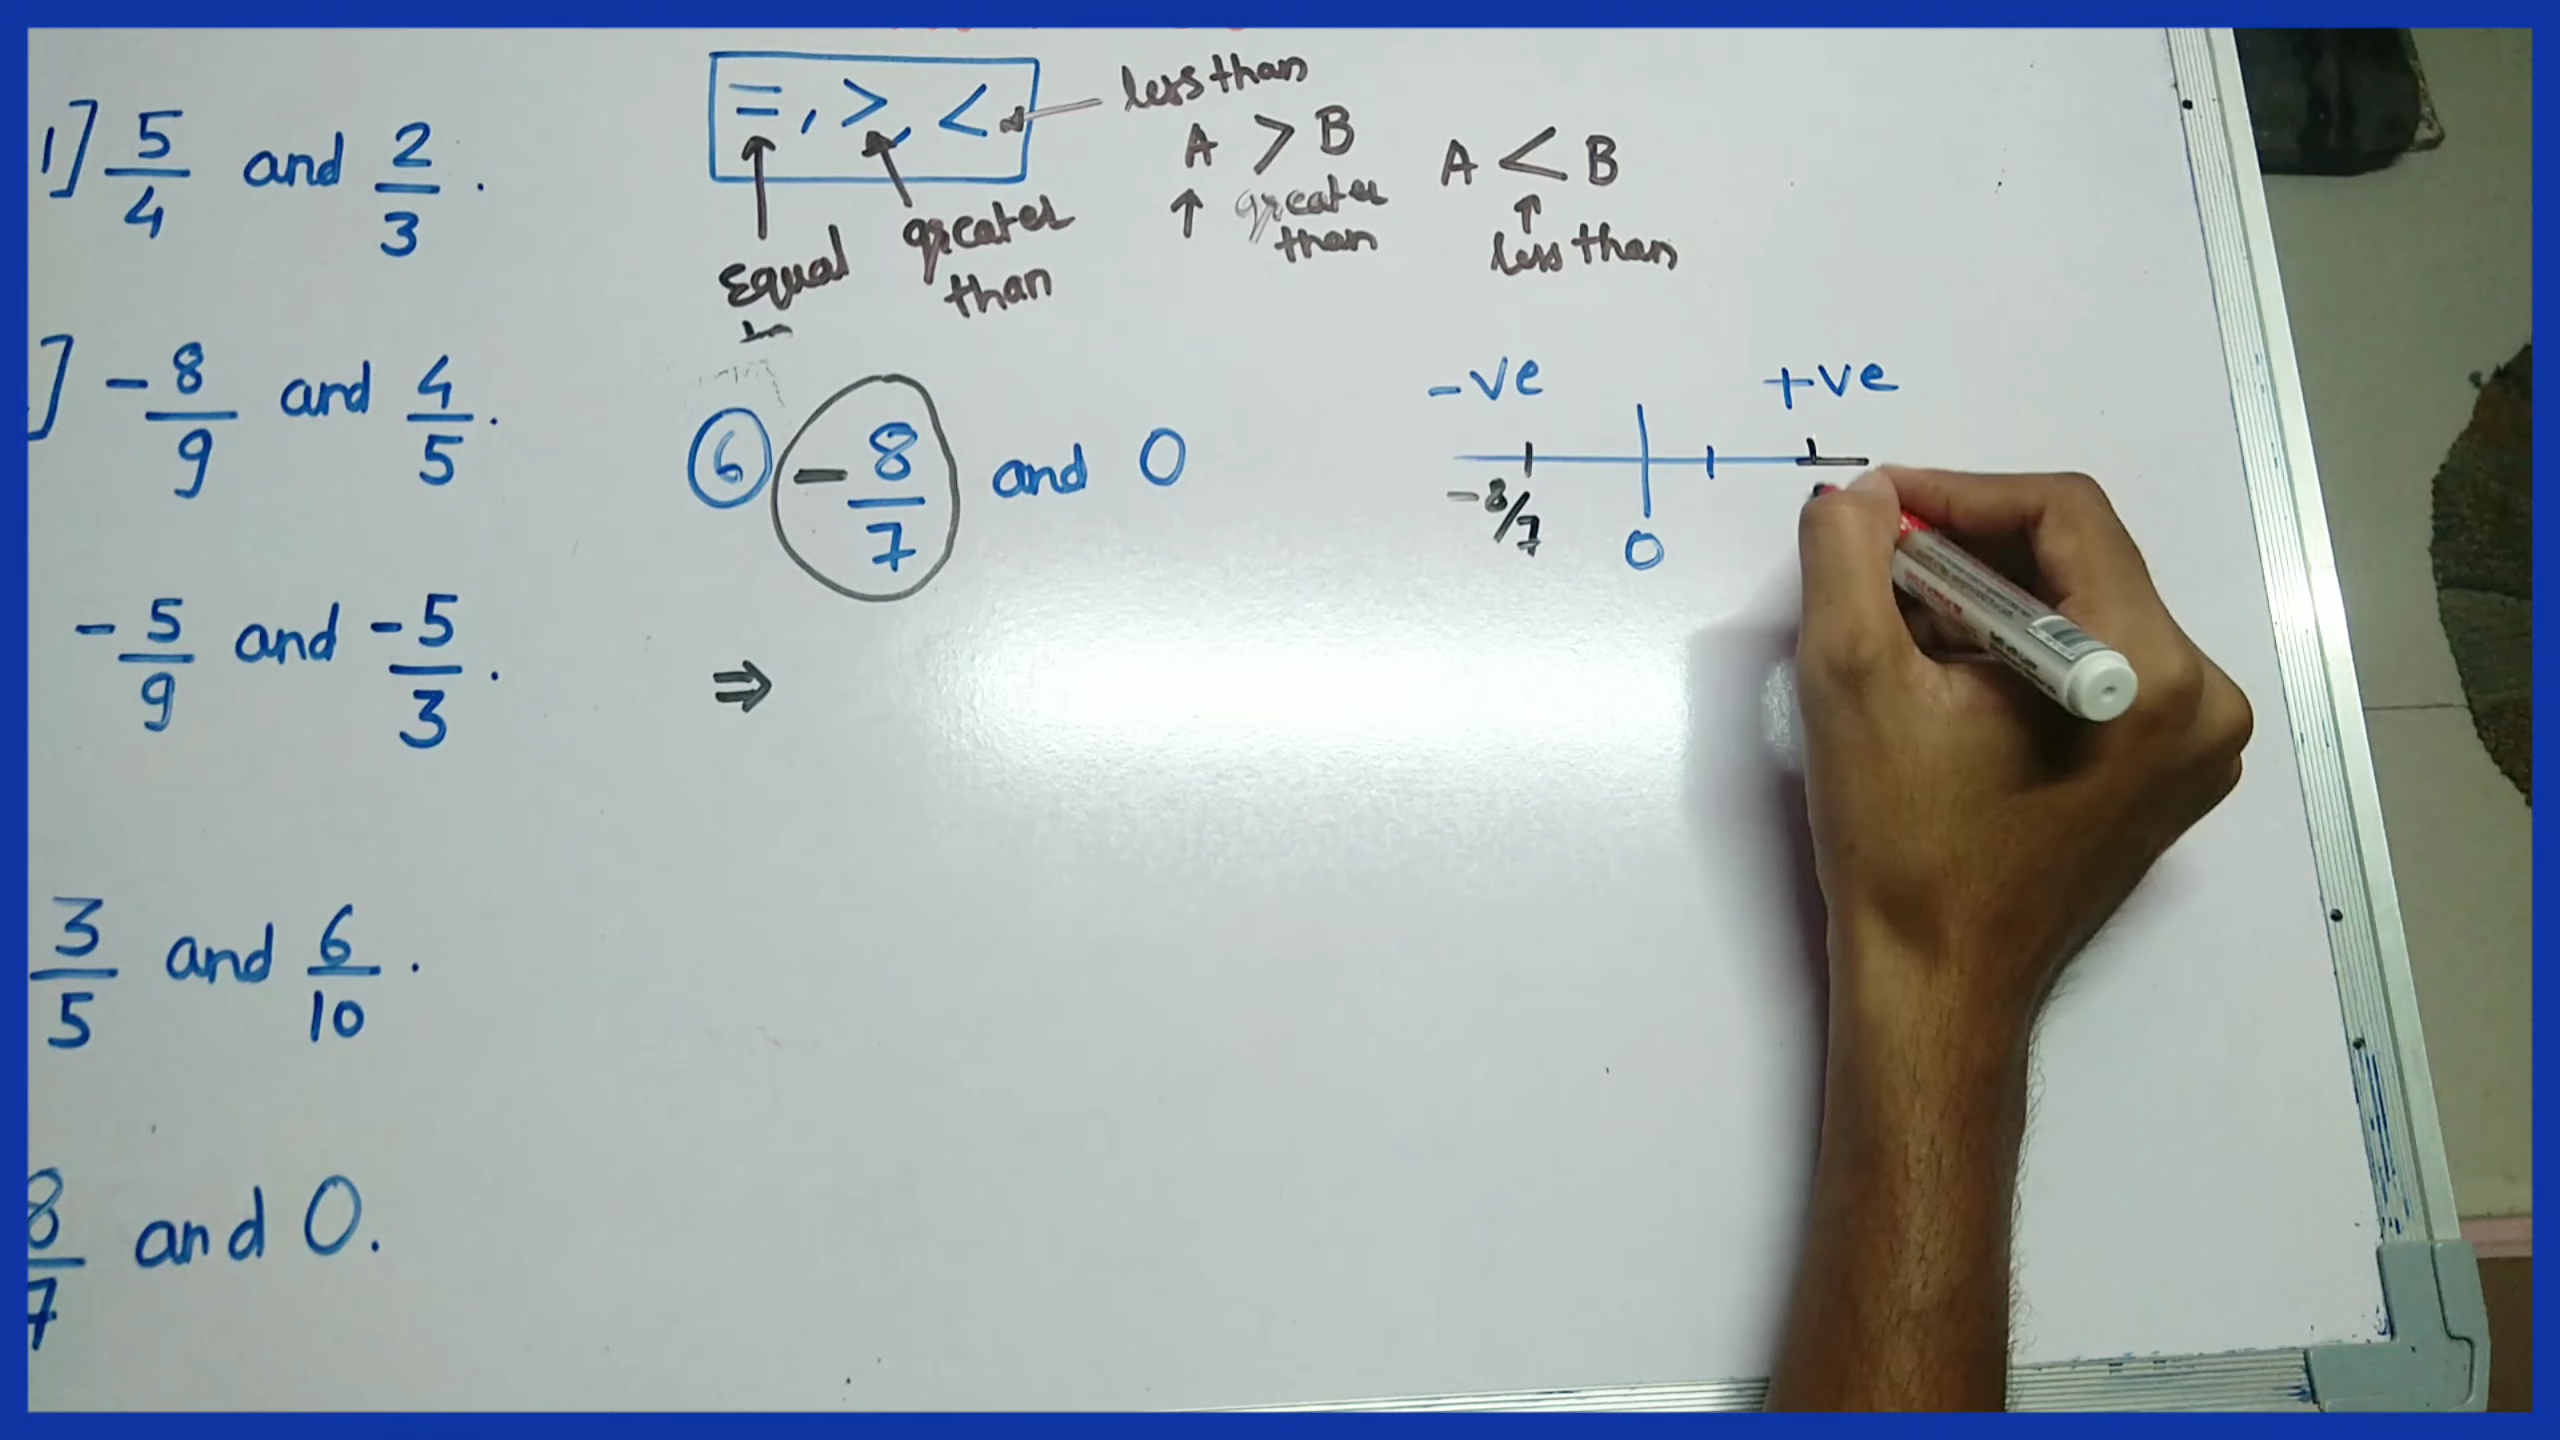 1] 5/4 and 2/3 .
] -8/9 and 4/5 .
-5/9 and -5/3 .
3/5 and 6/10 .
8/7 and 0.
=, >, <
less than
Equal
greater than
A > B
greater than
A < B
less than
6 -8/7 and 0
-ve +ve
-8/7 0
⇒